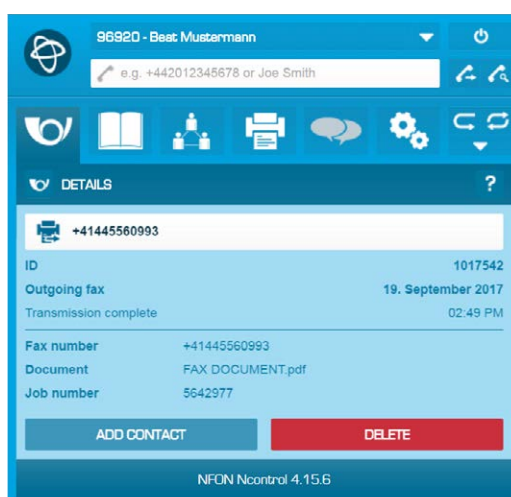 96920 - Beat Mustermann
e.g. +442012345678 or Joe Smith
DETAILS ?
+41445560993
ID 1017542
Outgoing fax 19. September 2017
Transmission complete 02:49 PM
Fax number +41445560993
Document FAX DOCUMENT.pdf
Job number 5642977
ADD CONTACT DELETE
NFON Ncontrol 4.15.6